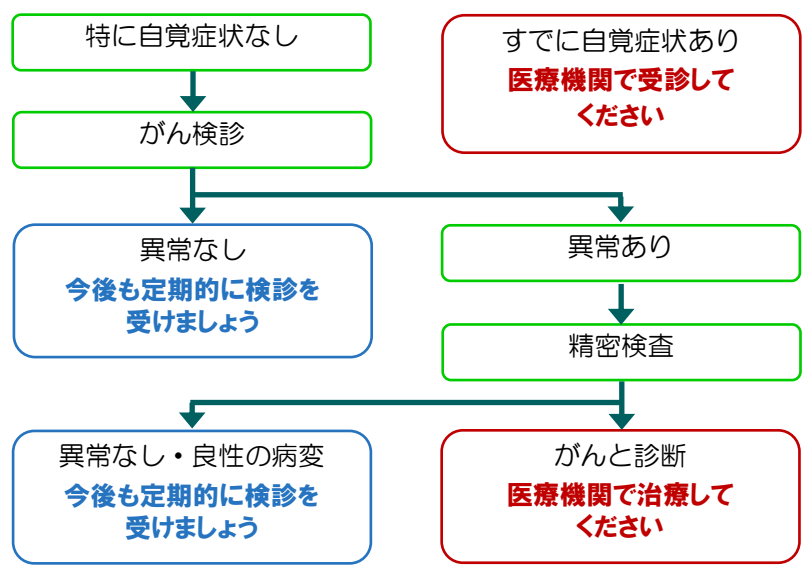 特に自覚症状なし
すでに自覚症状あり
医療機関で受診して
ください
がん検診
異常なし
今後も定期的に検診を
受けましょう
異常あり
精密検査
異常なし・良性の病変
今後も定期的に検診を
受けましょう
がんと診断
医療機関で治療して
ください